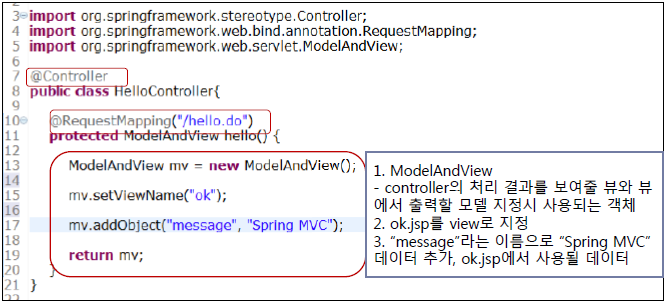 2
3 import org.springframework.stereotype.Controller;
4 import org.springframework.web.bind.annotation.RequestMapping;
5 import org.springframework.web.servlet.ModelAndView;
6
7 @Controller
8 public class HelloController{
9
10 @RequestMapping("/hello.do")
11 protected ModelAndView hello() {
12
13 ModelAndView mv = new ModelAndView();
14
15 mv.setViewName("ok");
16
17 mv.addObject("message", "Spring MVC");
18
19 return mv;
20 }
21 }
22
1. ModelAndView
- controller의 처리 결과를 보여줄 뷰와 뷰
에서 출력할 모델 지정시 사용되는 객체
2. ok.jsp를 view로 지정
3. “message”라는 이름으로 “Spring MVC”
데이터 추가, ok.jsp에서 사용될 데이터